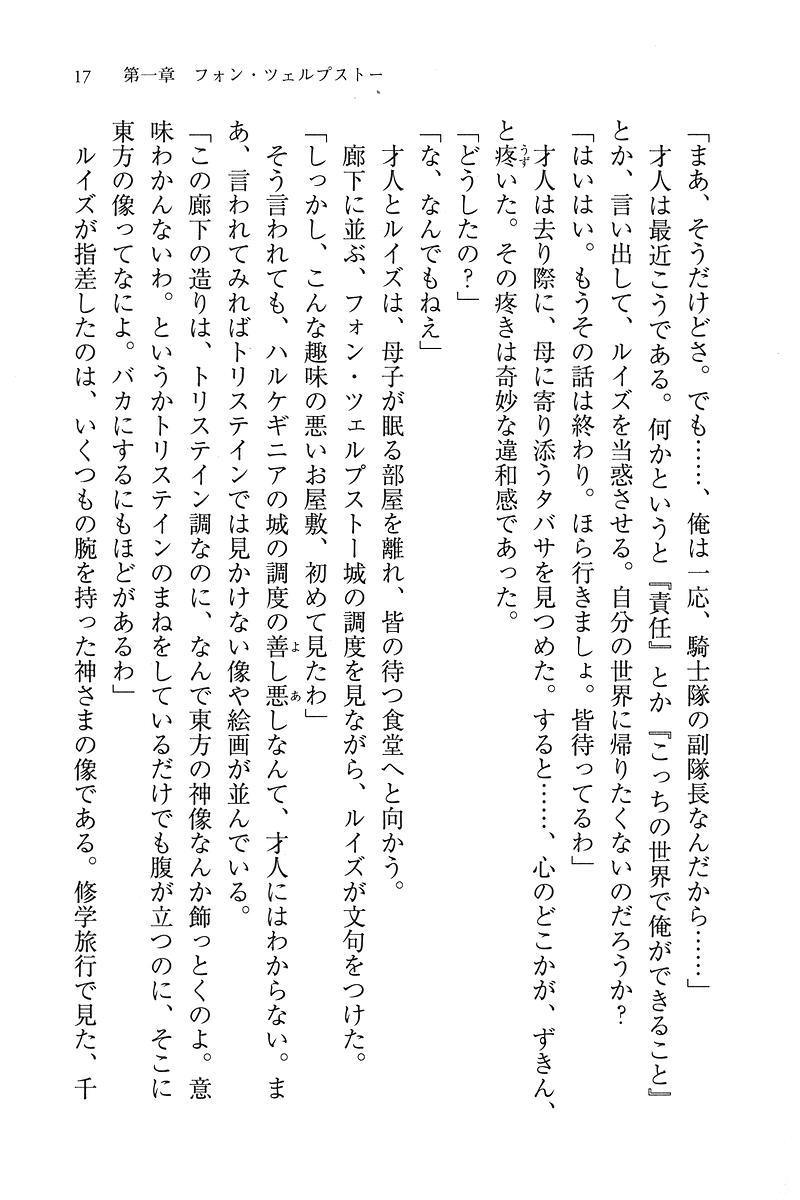 17　第一章　フォン・ツェルプストー
「まあ、そうだけどさ。でも……、俺は一応、騎士隊の副隊長なんだから……」
　才人は最近こうである。何かというと『責任』とか『こっちの世界で俺ができること』
とか、言い出して、ルイズを当惑させる。自分の世界に帰りたくないのだろうか？
「はいはい。もうその話は終わり。ほら行きましょ。皆待ってるわ」
　才人は去り際に、母に寄り添うタバサを見つめた。すると……、心のどこかが、ずきん、
と疼いた。その疼きは奇妙な違和感であった。
「どうしたの？」
「な、なんでもねえ」
　才人とルイズは、母子が眠る部屋を離れ、皆の待つ食堂へと向かう。
　廊下に並ぶ、フォン・ツェルプストー城の調度を見ながら、ルイズが文句をつけた。
「しっかし、こんな趣味の悪いお屋敷、初めて見たわ」
　そう言われても、ハルケギニアの城の調度の善し悪しなんて、才人にはわからない。ま
あ、言われてみればトリステインでは見かけない像や絵画が並んでいる。
「この廊下の造りは、トリステイン調なのに、なんで東方の神像なんか飾っとくのよ。意
味わかんないわ。というかトリステインのまねをしているだけでも腹が立つのに、そこに
東方の像ってなによ。バカにするにもほどがあるわ」
　ルイズが指差したのは、いくつもの腕を持った神さまの像である。修学旅行で見た、千